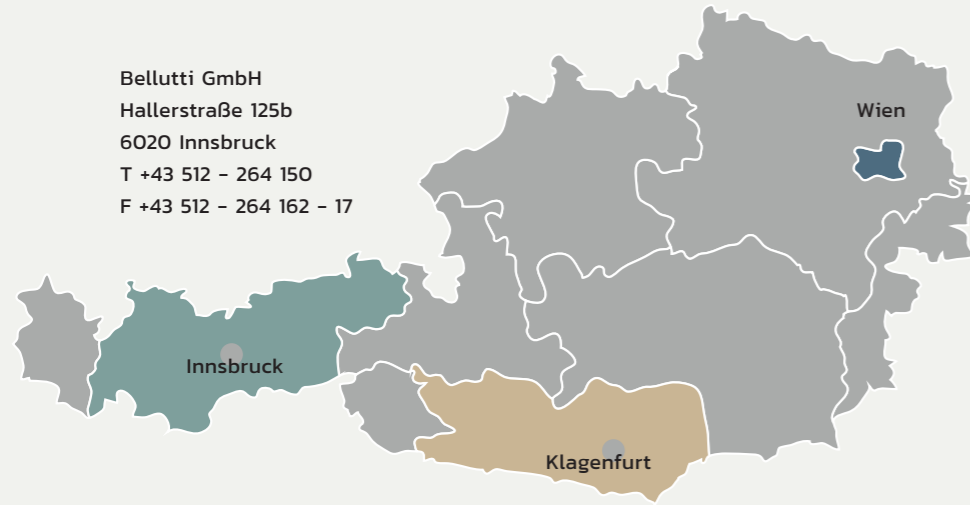 Bellutti GmbH
Hallerstraße 125b
6020 Innsbruck
T +43 512 - 264 150
F +43 512 - 264 162 - 17
Wien
Innsbruck
Klagenfurt